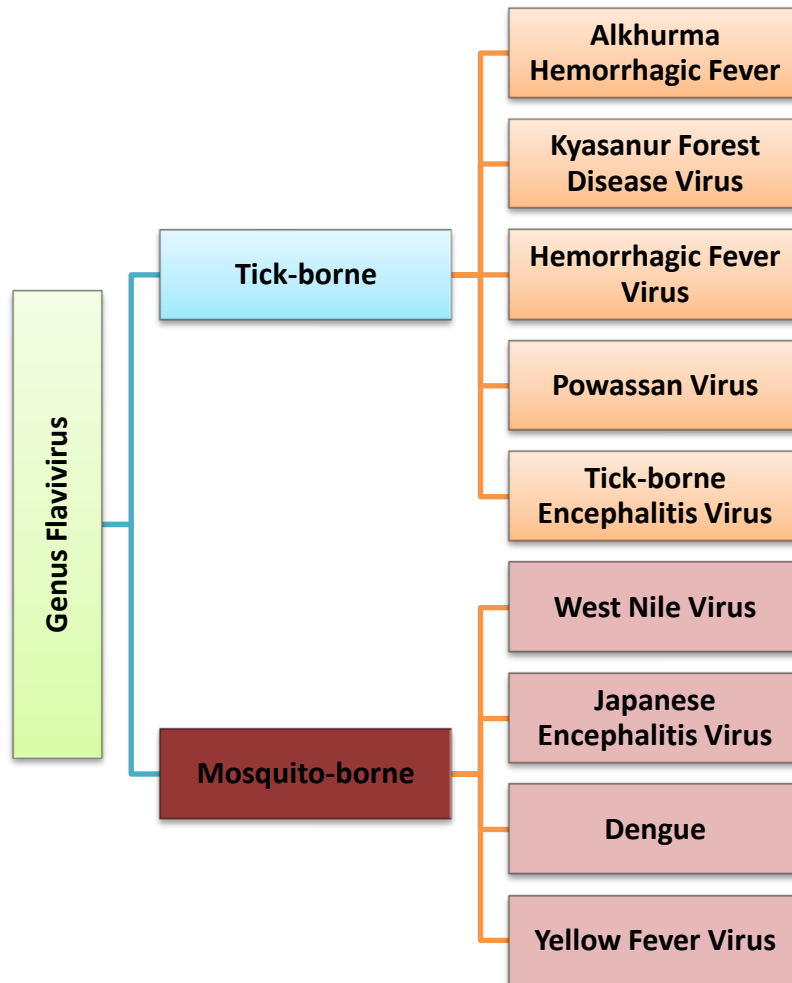 Genus Flavivirus
Tick-borne
Alkhurma
Hemorrhagic Fever
Kyasanur Forest
Disease Virus
Hemorrhagic Fever
Virus
Powassan Virus
Tick-borne
Encephalitis Virus
Mosquito-borne
West Nile Virus
Japanese
Encephalitis Virus
Dengue
Yellow Fever Virus